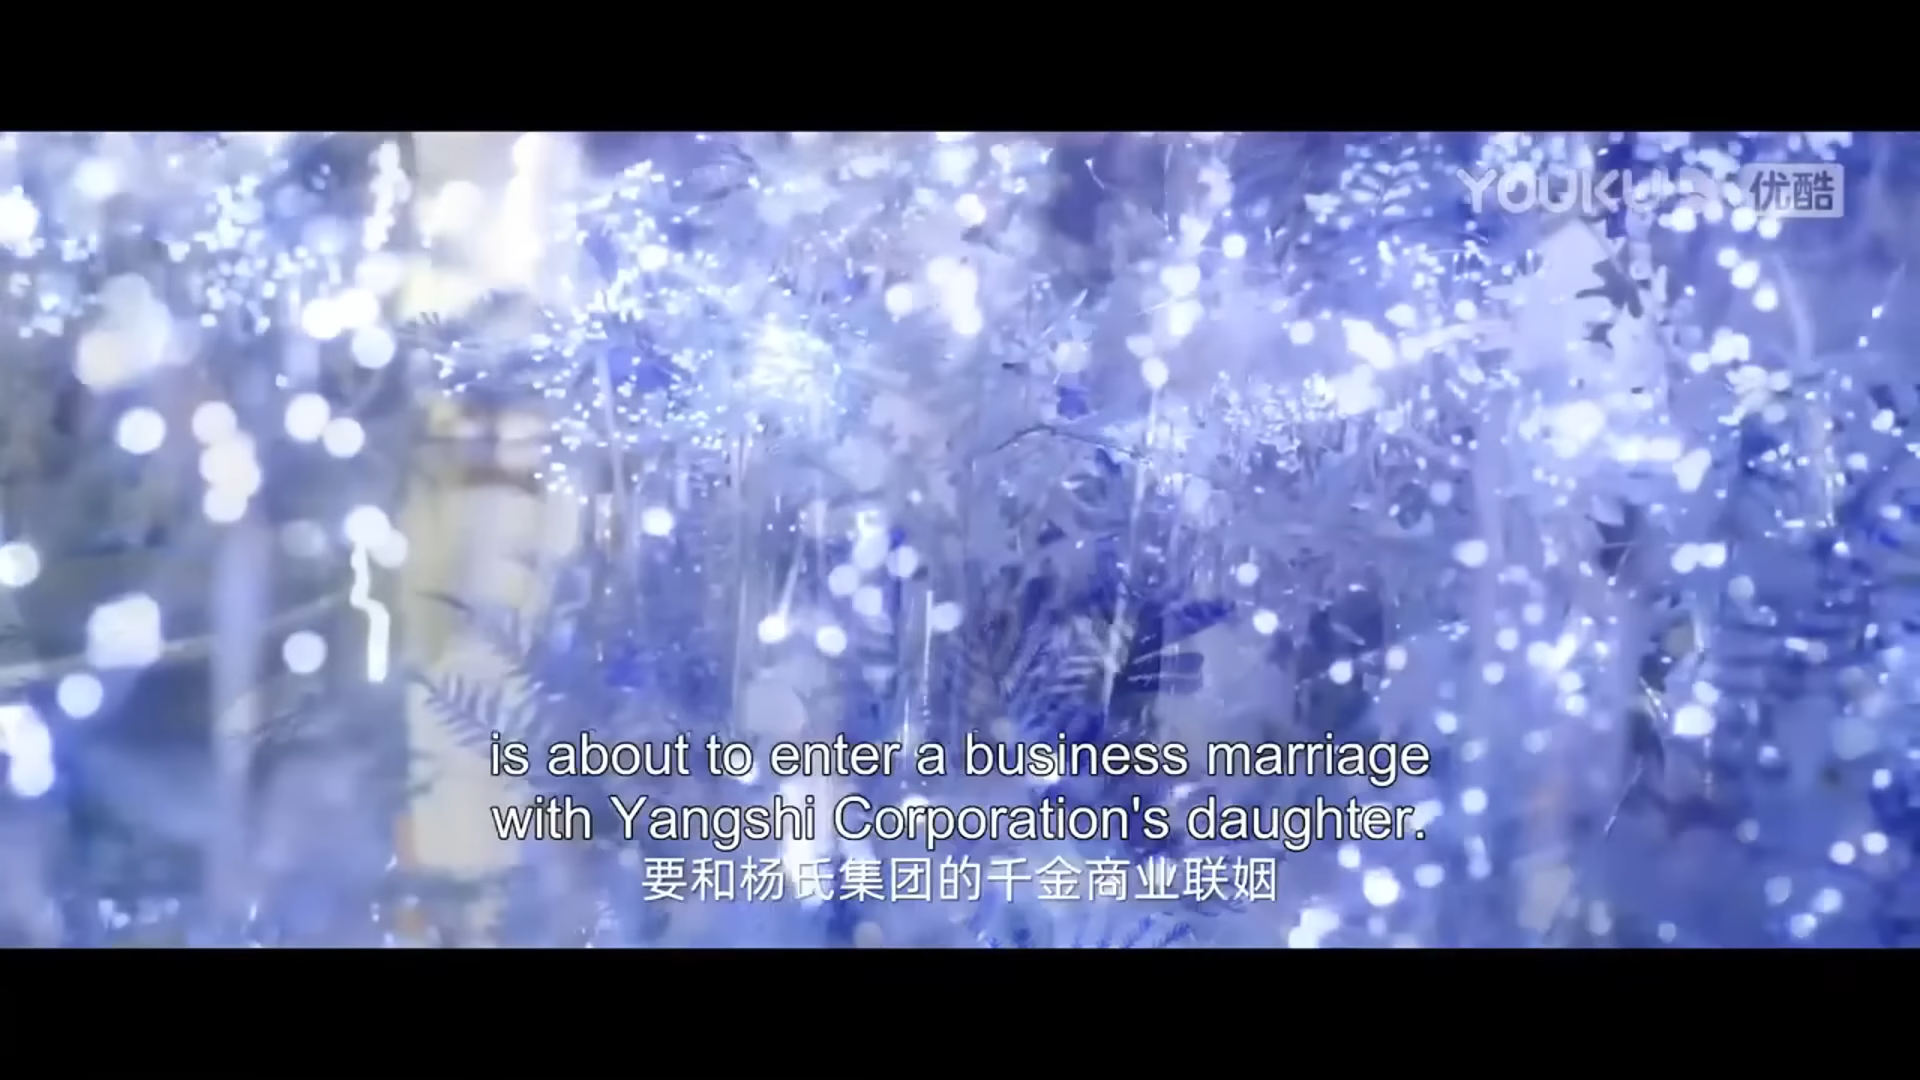 YOUKU 优酷
is about to enter a business marriage
with Yangshi Corporation's daughter.
要和杨氏集团的千金商业联姻